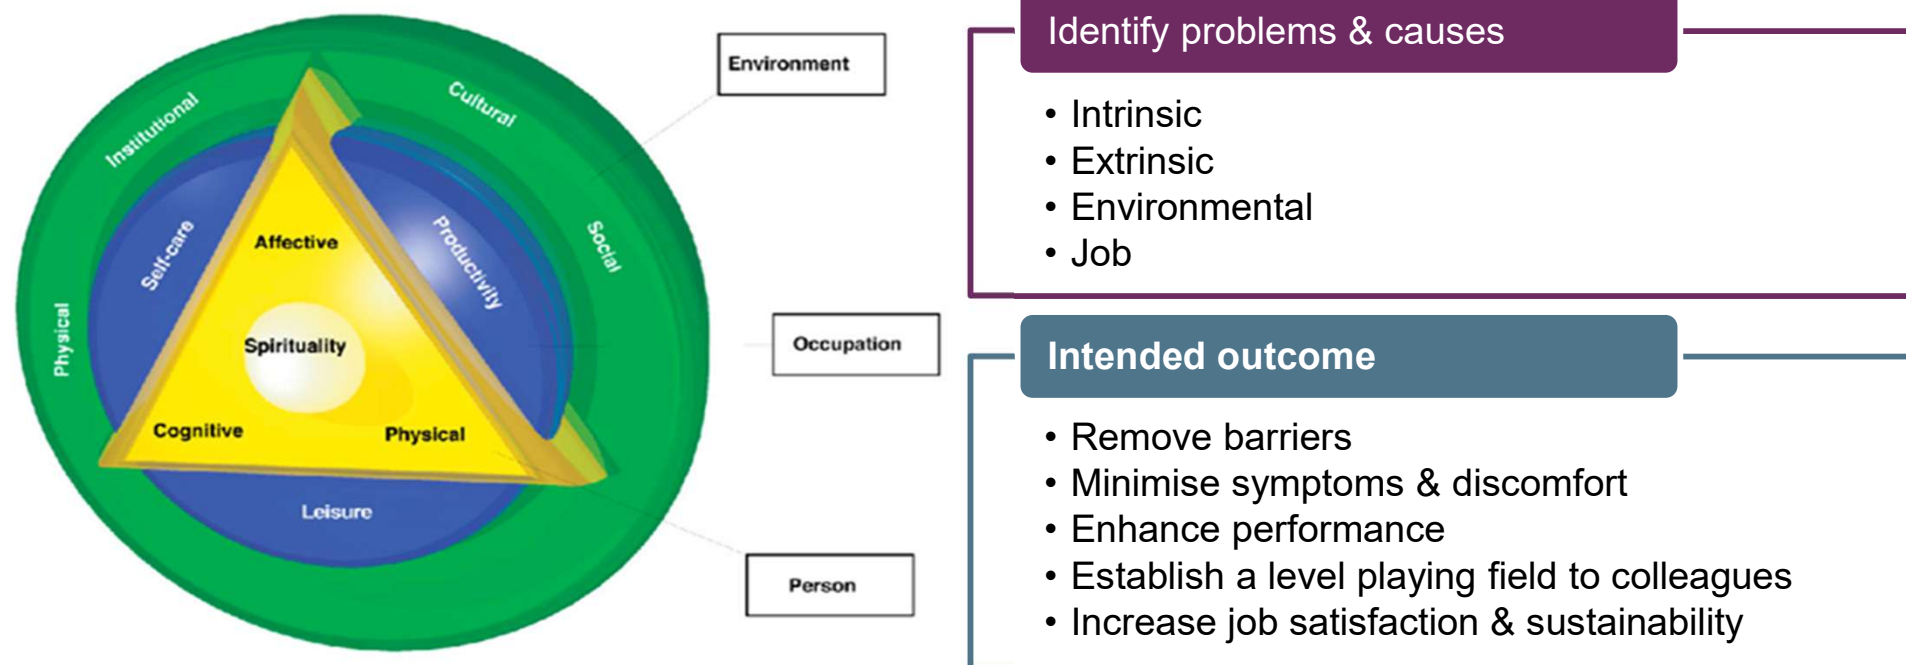 Environment
Institutional
Cultural
Self-care
Productivity
Social
Affective
Physical
Spirituality
Occupation
Cognitive
Physical
Leisure
Person
Identify problems & causes
• Intrinsic
• Extrinsic
• Environmental
• Job
Intended outcome
• Remove barriers
• Minimise symptoms & discomfort
• Enhance performance
• Establish a level playing field to colleagues
• Increase job satisfaction & sustainability